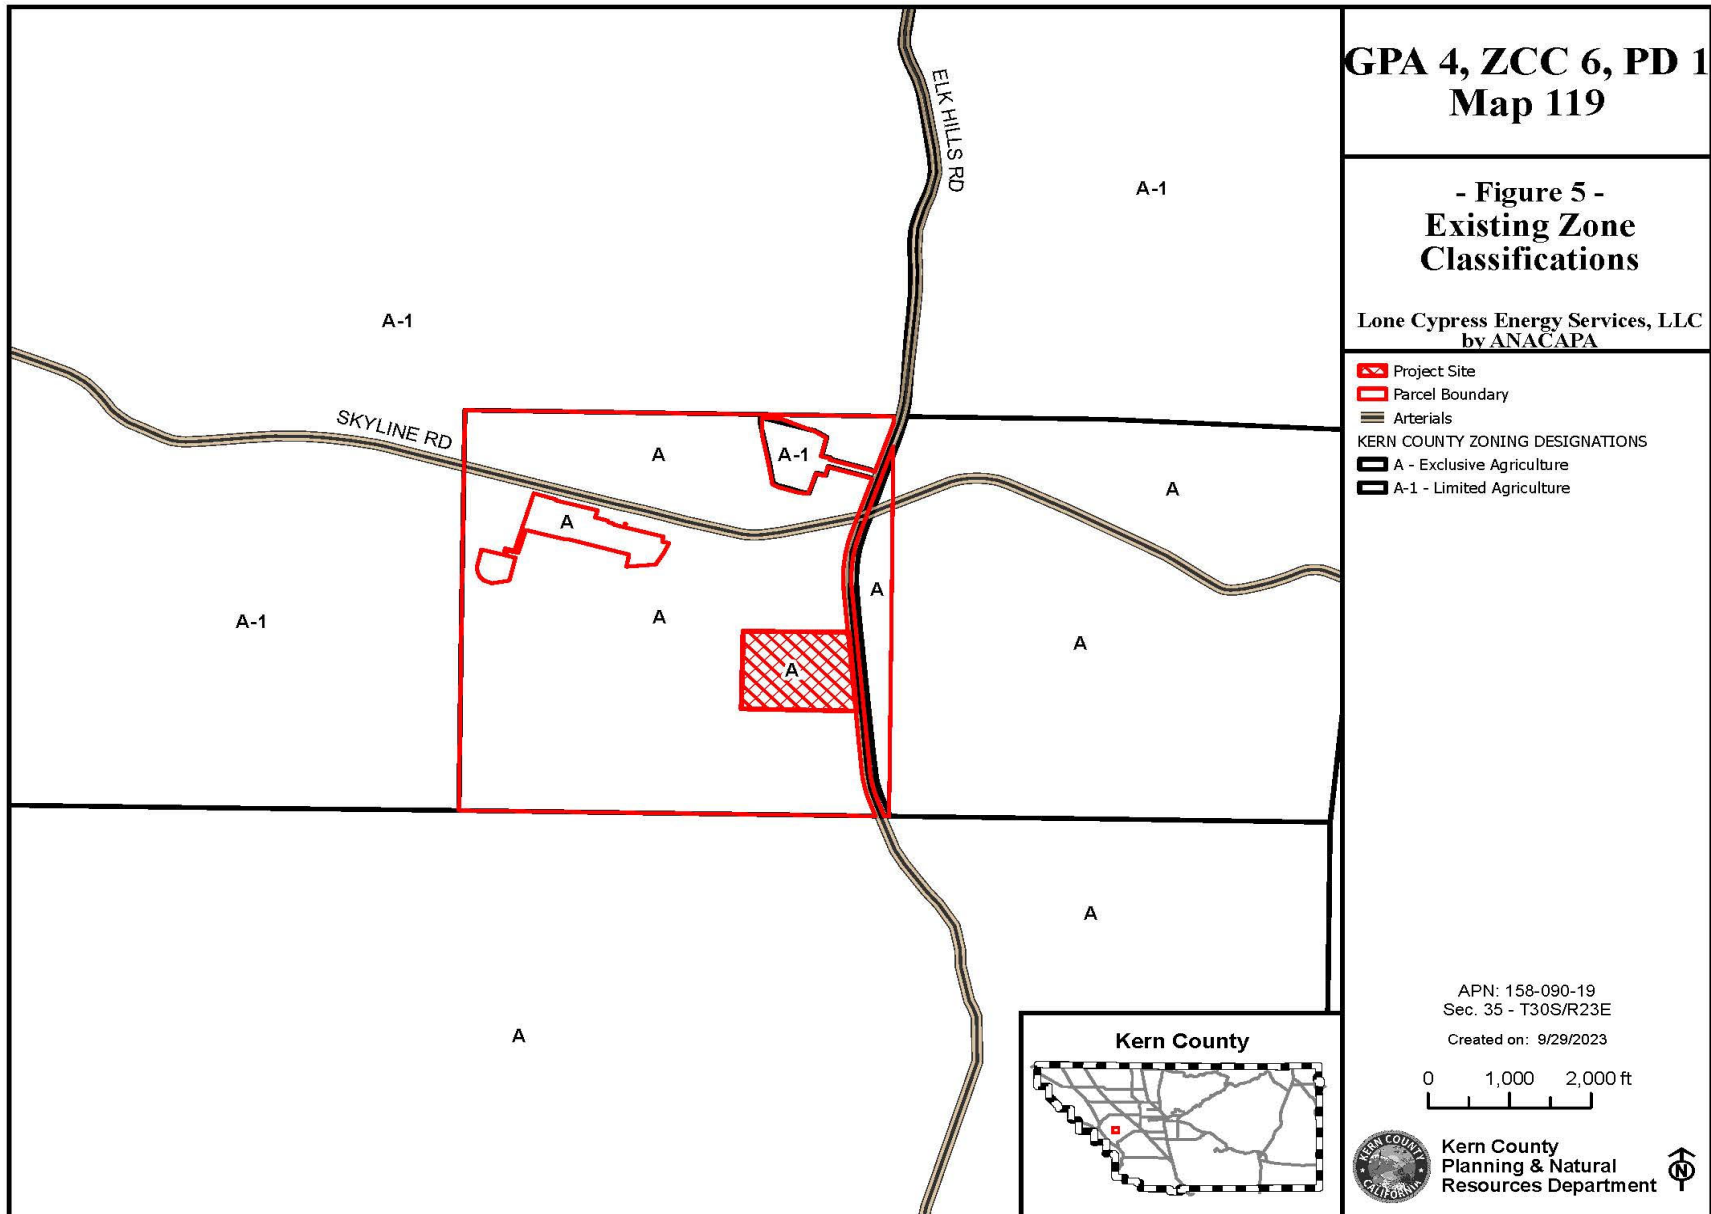 GPA 4, ZCC 6, PD 1
Map 119
- Figure 5 -
Existing Zone
Classifications
Lone Cypress Energy Services, LLC
by ANACAPA
Project Site
Parcel Boundary
Arterials
KERN COUNTY ZONING DESIGNATIONS
A - Exclusive Agriculture
A-1 - Limited Agriculture
ELK HILLS RD
A-1
A-1
SKYLINE RD
A
A-1
A
A
A
A
A-1
A
A
A
A
A
Kern County
APN: 158-090-19
Sec. 35 - T30S/R23E
Created on: 9/29/2023
0 1,000 2,000 ft
KERN COUNTY
CALIFORNIA
Kern County
Planning & Natural
Resources Department
N